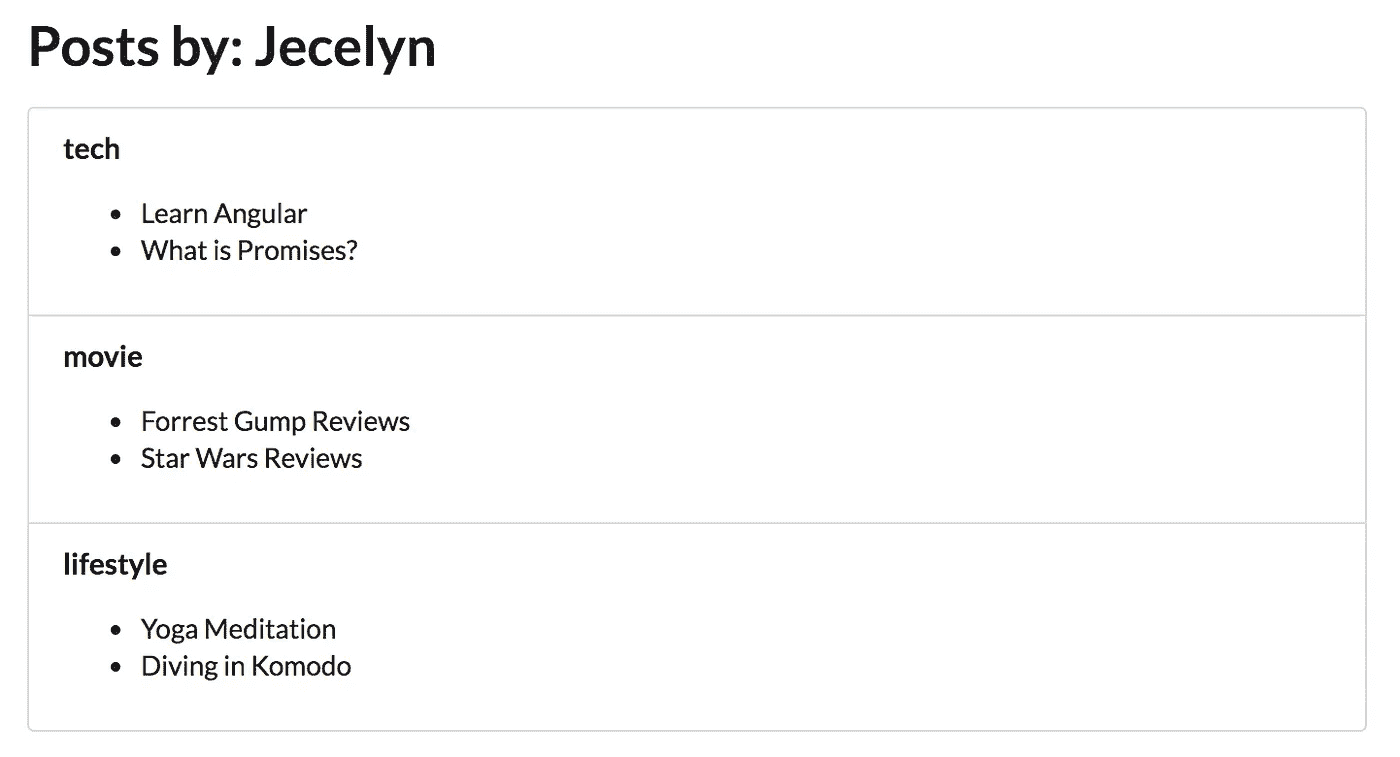 Posts by: Jecelyn
tech
• Learn Angular
• What is Promises?
movie
• Forrest Gump Reviews
• Star Wars Reviews
lifestyle
• Yoga Meditation
• Diving in Komodo